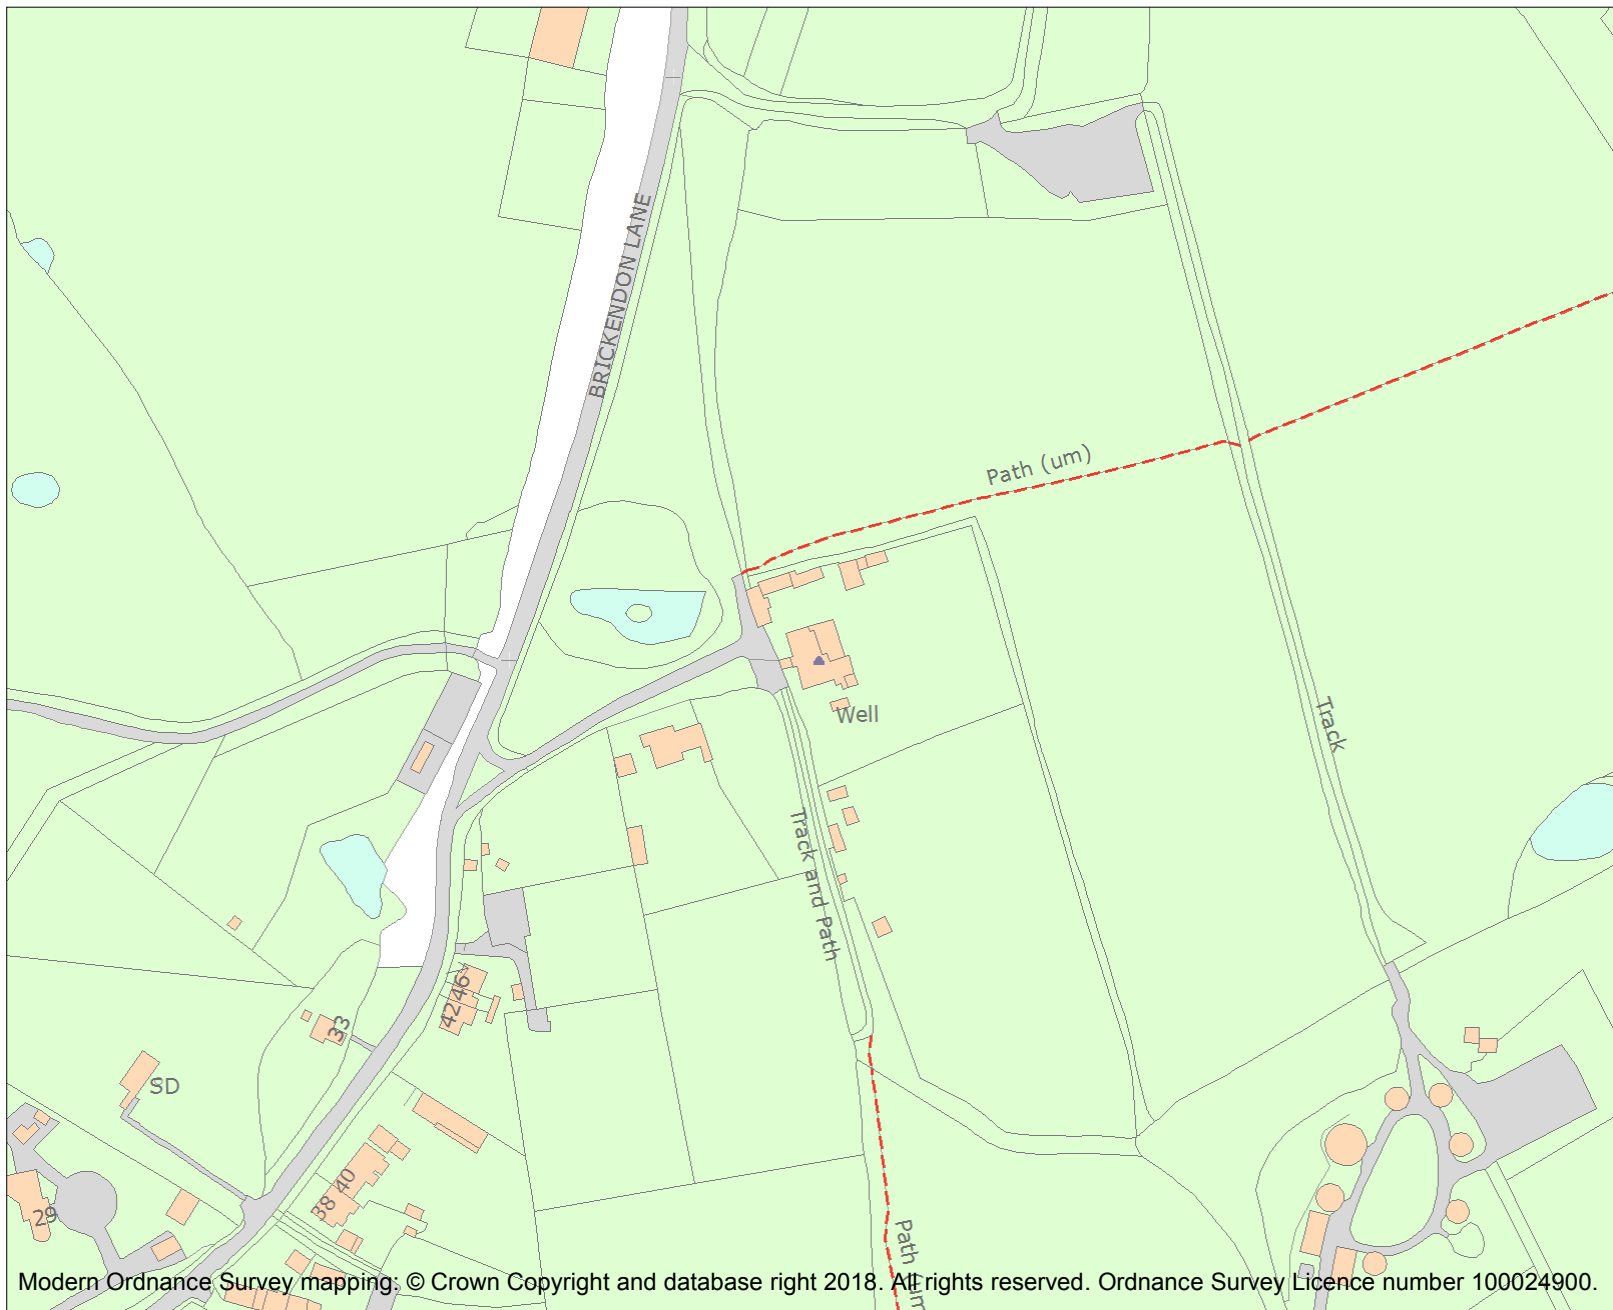 BRICKENDON LANE
Path (um)
Well
Track
Track and Path
42
46
33
SD
38
40
29
Path (um
Modern Ordnance Survey mapping: © Crown Copyright and database right 2018. All rights reserved. Ordnance Survey Licence number 100024900.